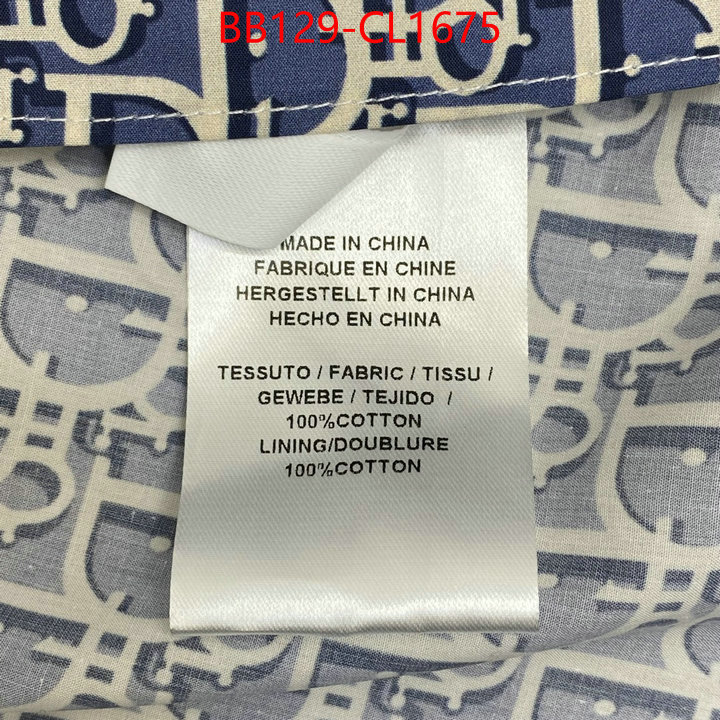 BB129-CL1675
MADE IN CHINA
FABRIQUE EN CHINE
HERGESTELLT IN CHINA
HECHO EN CHINA
TESSUTO / FABRIC / TISSU /
GEWEBE / TEJIDO /
100%COTTON
LINING/DOUBLURE
100%COTTON